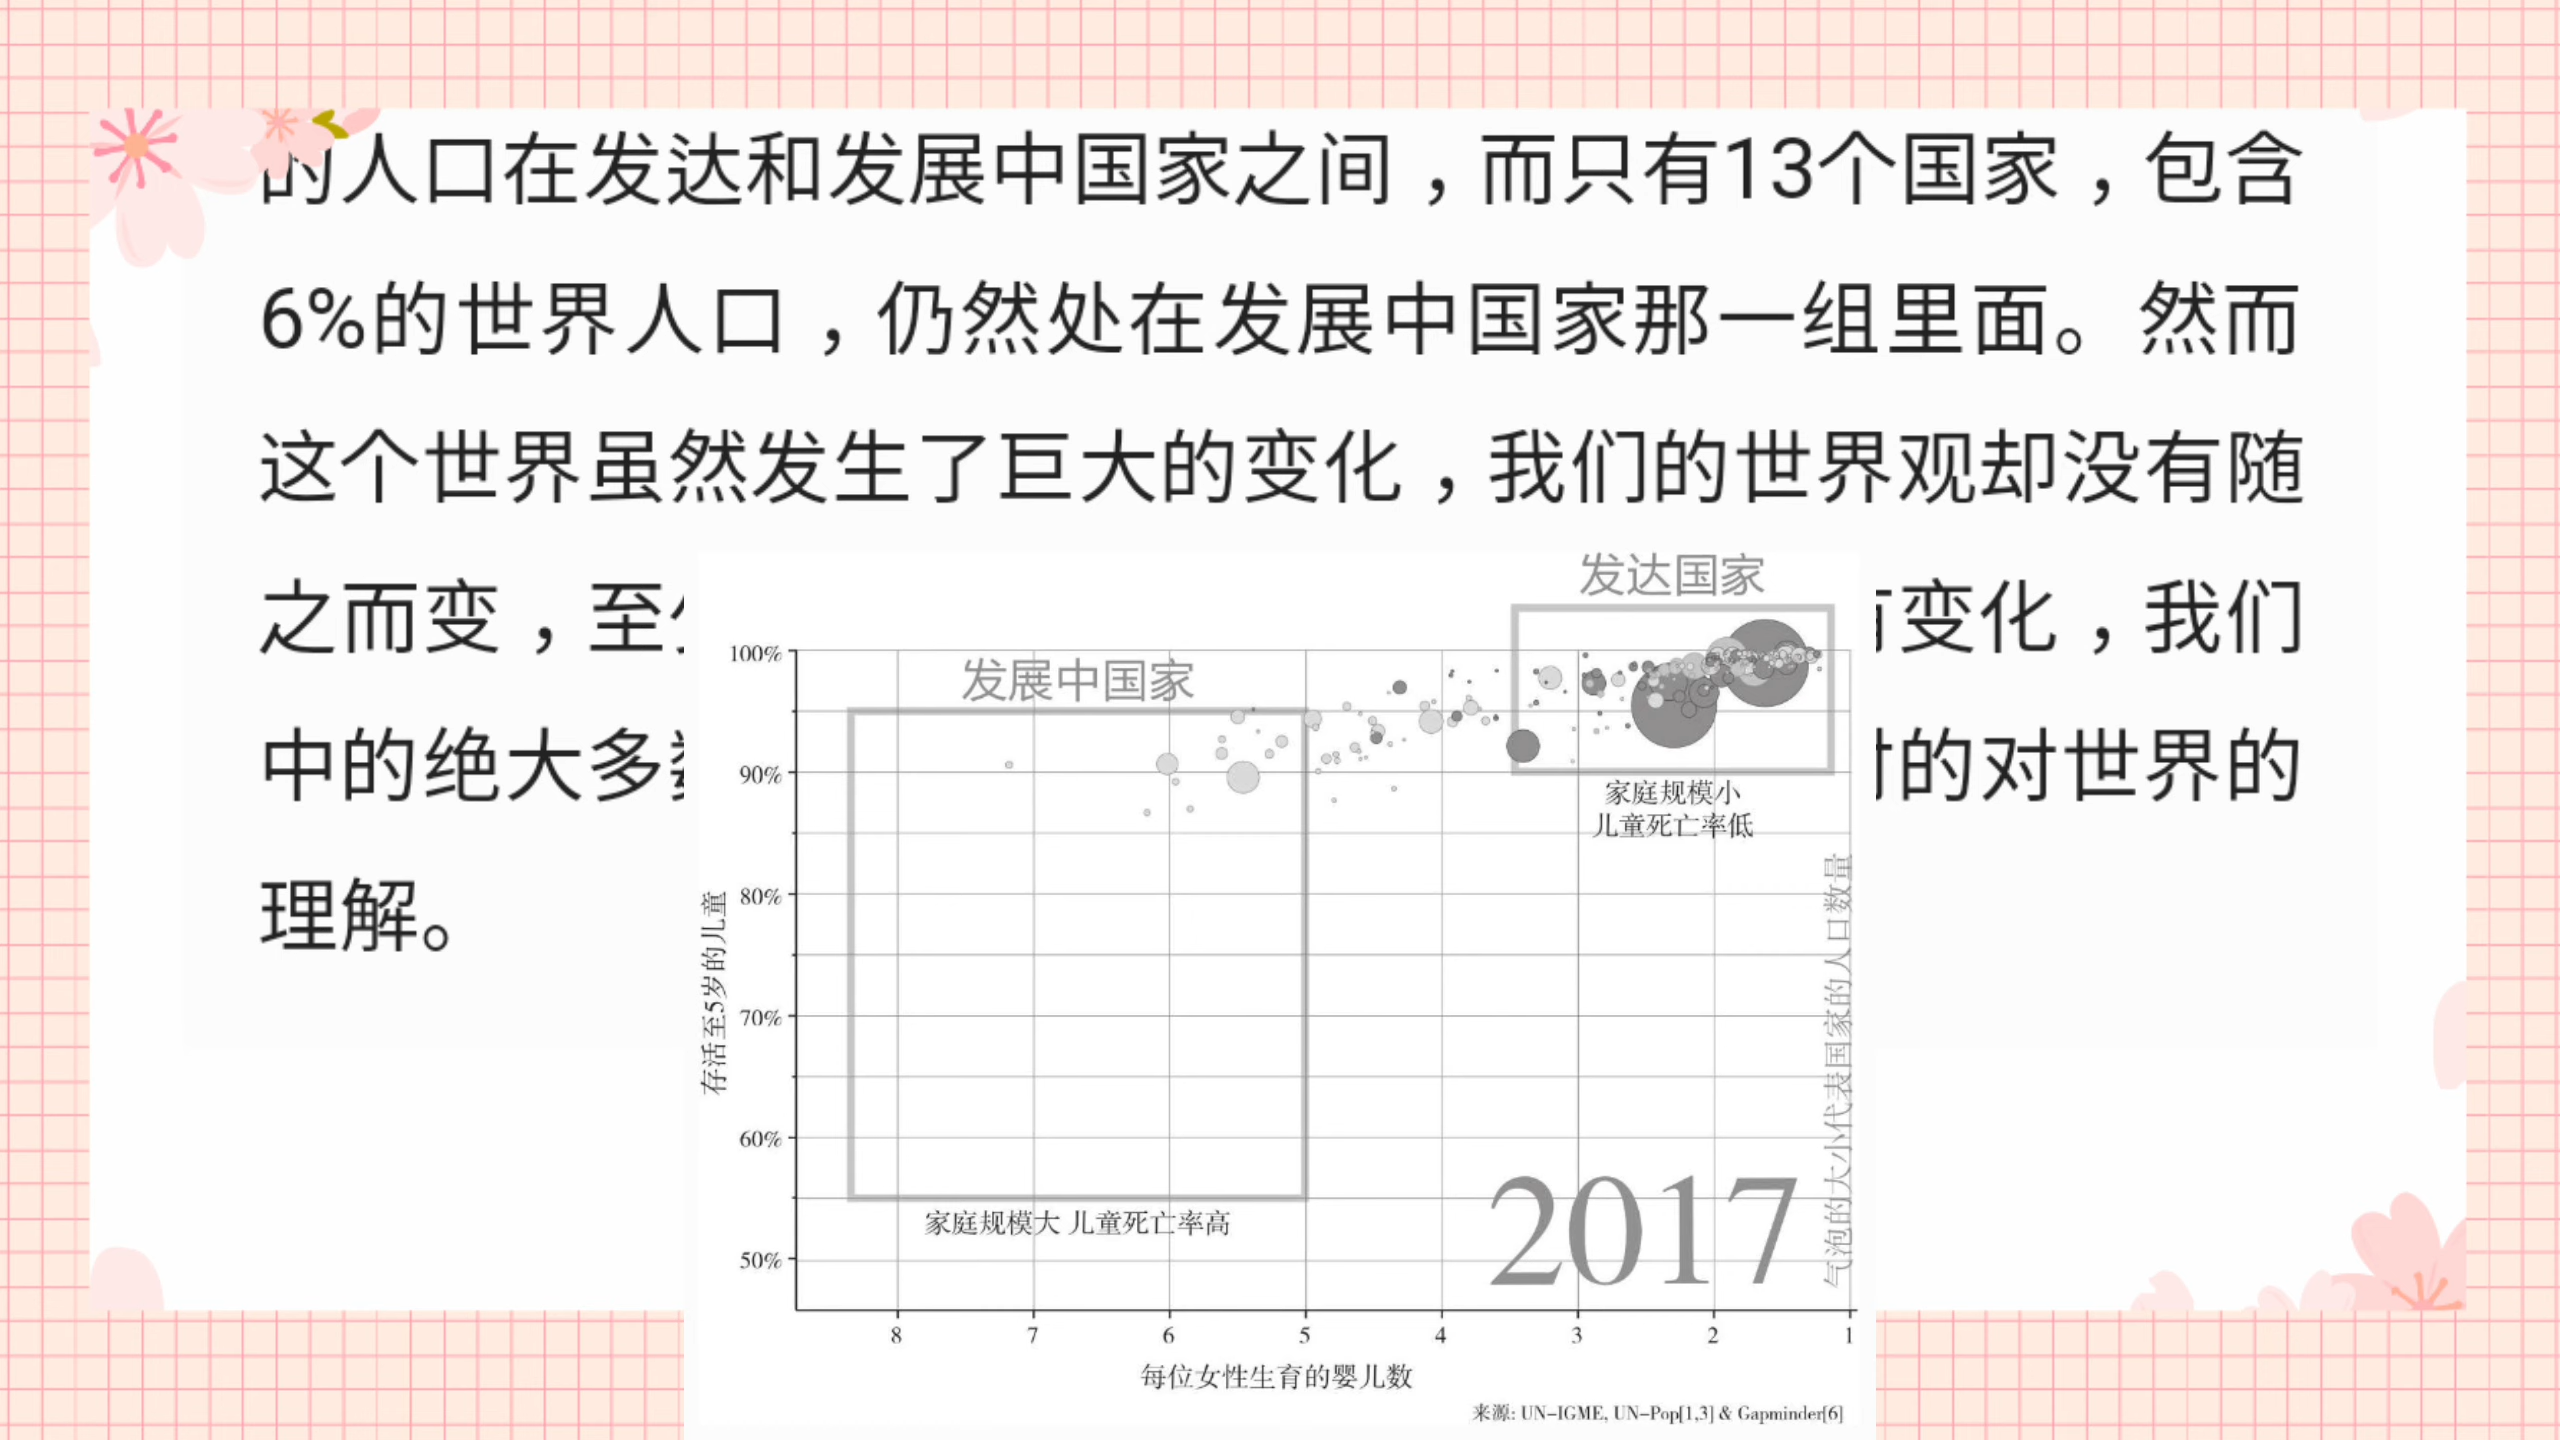 的人口在发达和发展中国家之间，而只有13个国家，包含
6%的世界人口，仍然处在发展中国家那一组里面。然而
这个世界虽然发生了巨大的变化，我们的世界观却没有随
之而变，至
变化，我们
中的绝大多
的对世界的
理解。
发达国家
发展中国家
100%
90%
80%
70%
60%
50%
家庭规模小
儿童死亡率低
存活至5岁的儿童
气泡的大小代表国家的人口数量
家庭规模大 儿童死亡率高
2017
8 7 6 5 4 3 2 1
每位女性生育的婴儿数
来源: UN-IGME, UN-Pop[1,3] & Gapminder[6]